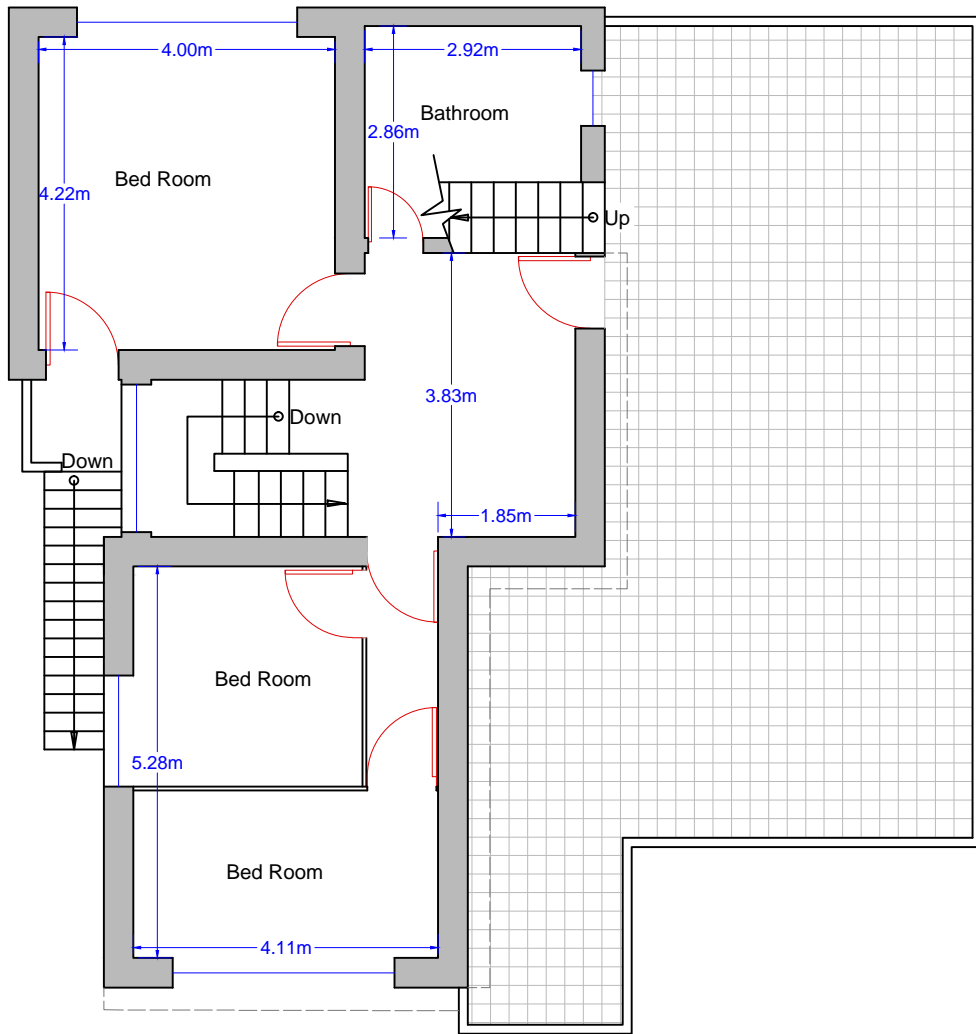 4.00m
2.92m
Bathroom
2.86m
Bed Room
4.22m
Up
3.83m
Down
Down
1.85m
Bed Room
5.28m
Bed Room
4.11m